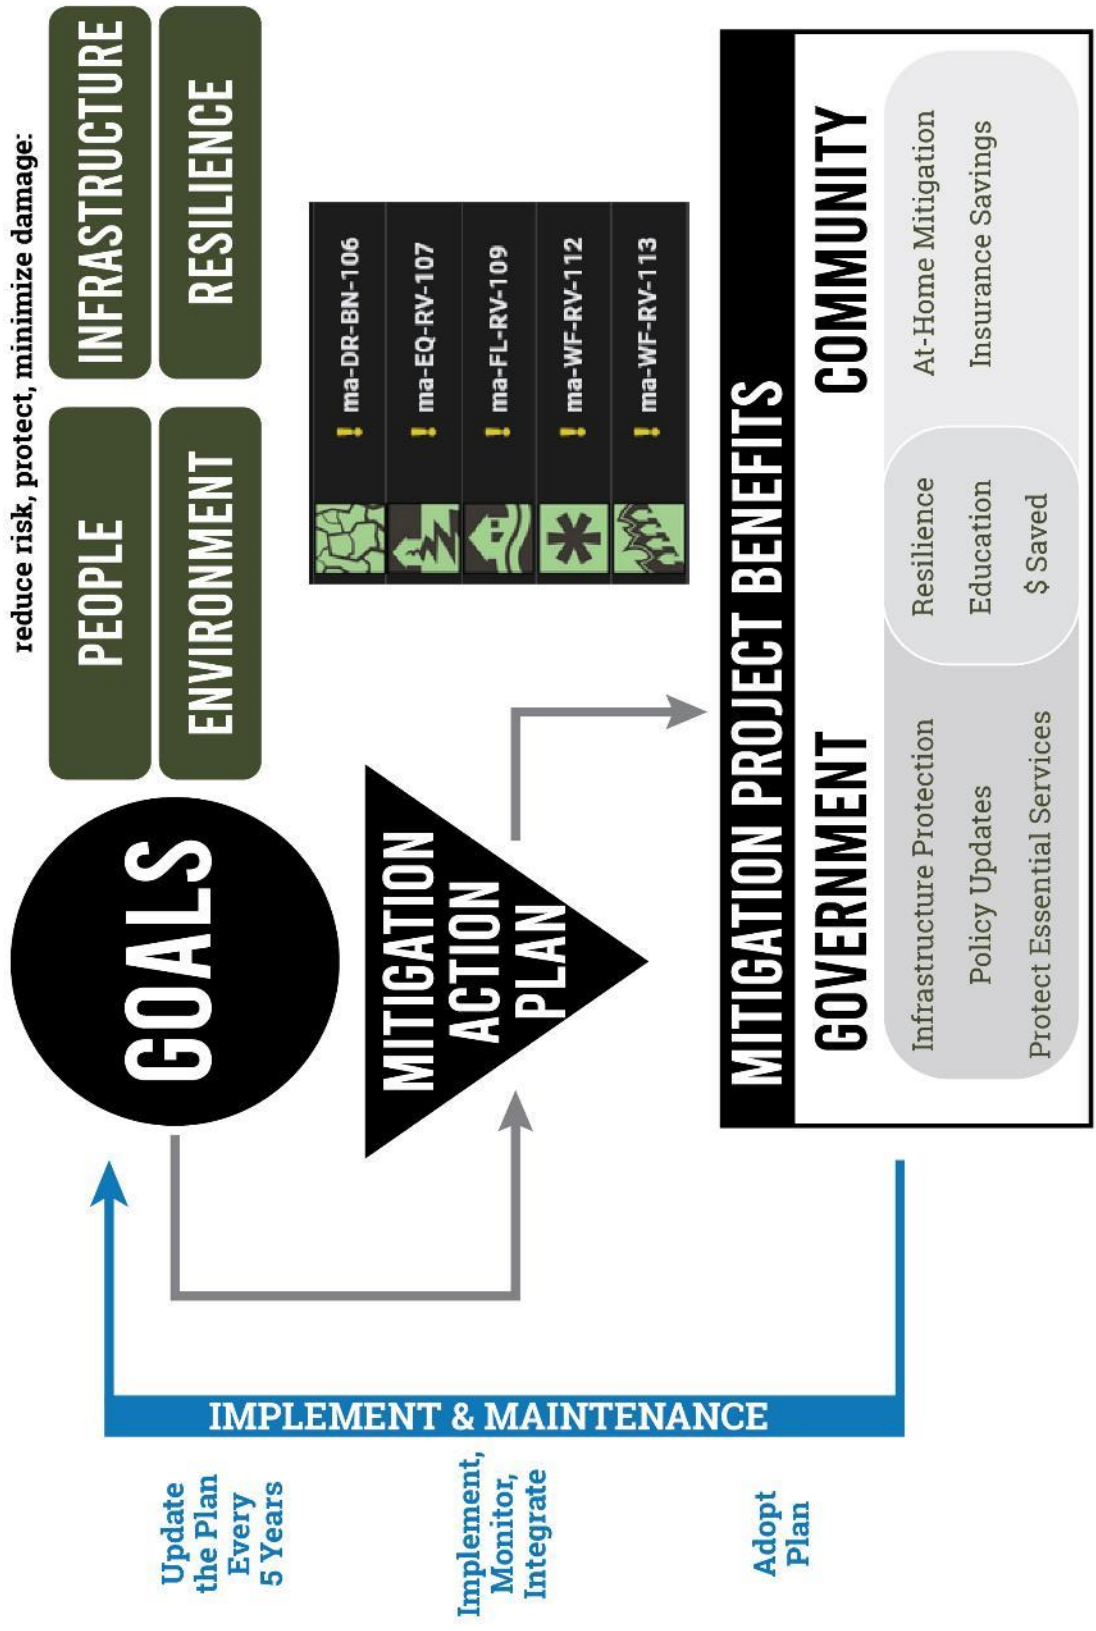 reduce risk, protect, minimize damage:
GOALS
PEOPLE
INFRASTRUCTURE
ENVIRONMENT
RESILIENCE
MITIGATION
ACTION
PLAN
! ma-DR-BN-106
! ma-EQ-RV-107
! ma-FL-RV-109
! ma-WF-RV-112
! ma-WF-RV-113
MITIGATION PROJECT BENEFITS
GOVERNMENT
Infrastructure Protection
Policy Updates
Protect Essential Services
Resilience
Education
$ Saved
COMMUNITY
At-Home Mitigation
Insurance Savings
IMPLEMENT & MAINTENANCE
Update
the Plan
Every
5 Years
Implement,
Monitor,
Integrate
Adopt
Plan